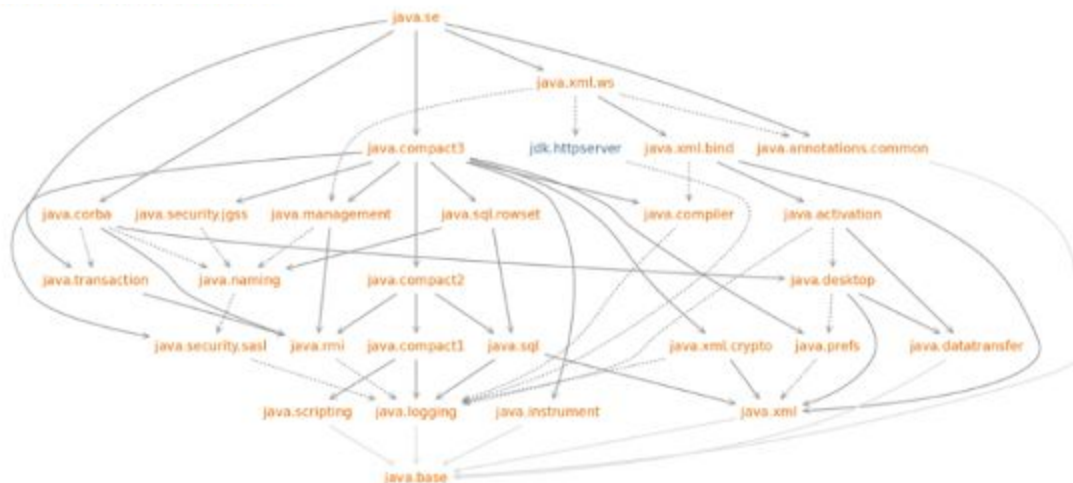 java.se
java.xml.ws
java.compact3 jdk.httpserver java.xml.bind java.annotations.common
java.corba java.security.jgss java.management java.sql.rowset java.compiler java.activation
java.transaction java.naming java.compact2 java.desktop
java.security.sasl java.rmi java.compact1 java.sql java.xml.crypto java.prefs java.datatransfer
java.scripting java.logging java.instrument java.xml
java.base